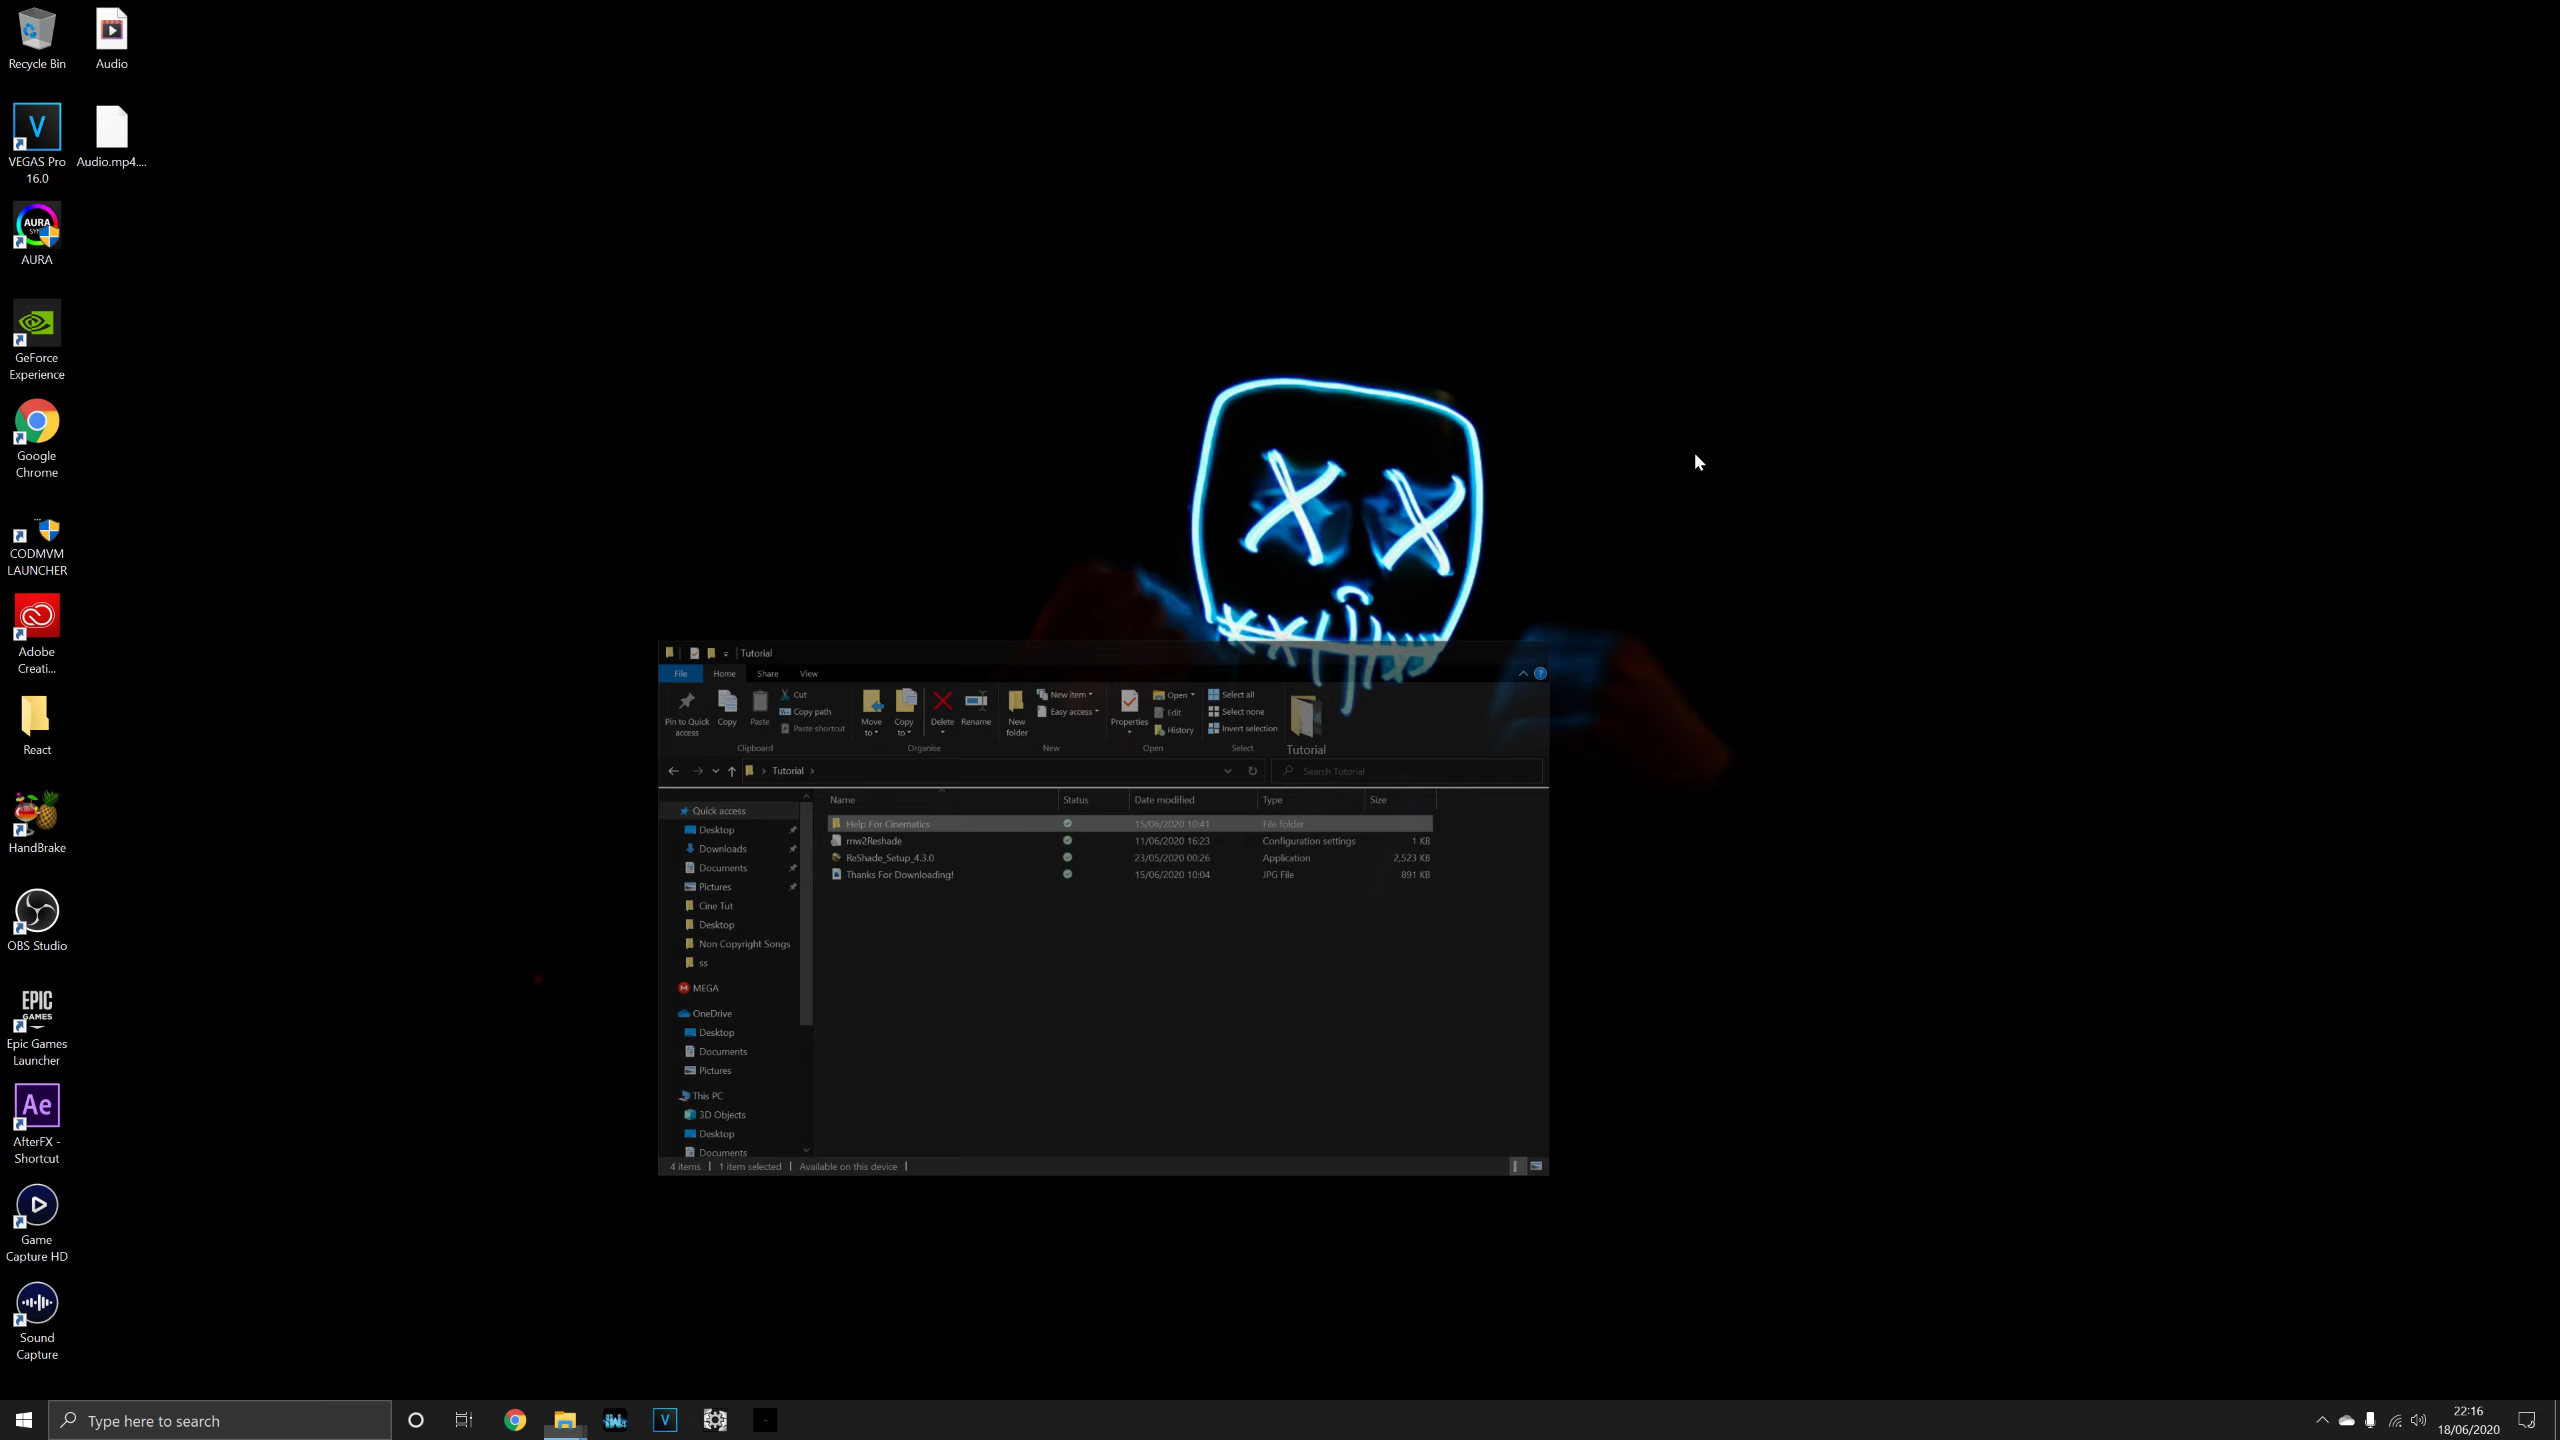 Recycle Bin
Audio
VEGAS Pro
16.0
Audio.mp4....
AURA
SYNC
AURA
GeForce
Experience
Google
Chrome
CODMVM
LAUNCHER
Adobe
Creati...
React
HandBrake
OBS Studio
EPIC
GAMES
Epic Games
Launcher
Ae
AfterFX -
Shortcut
Game
Capture HD
Sound
Capture
Tutorial
File
Home
Share
View
Pin to Quick
access
Copy
Paste
Cut
Copy path
Paste shortcut
Clipboard
Move
to
Copy
to
Delete
Rename
Organise
New
folder
New item
Easy access
New
Properties
Open
Edit
History
Open
Select all
Select none
Invert selection
Select
Tutorial
Tutorial
Search Tutorial
Name
Status
Date modified
Type
Size
Help For Cinematics
15/06/2020 10:41
File folder
mw2Reshade
11/06/2020 16:23
Configuration settings
1 KB
ReShade_Setup_4.3.0
23/05/2020 00:26
Application
2,523 KB
Thanks For Downloading!
15/06/2020 10:04
JPG File
891 KB
Quick access
Desktop
Downloads
Documents
Pictures
Cine Tut
Desktop
Non Copyright Songs
ss
MEGA
OneDrive
Desktop
Documents
Pictures
This PC
3D Objects
Desktop
Documents
4 items
1 item selected
Available on this device
Type here to search
22:16
18/06/2020